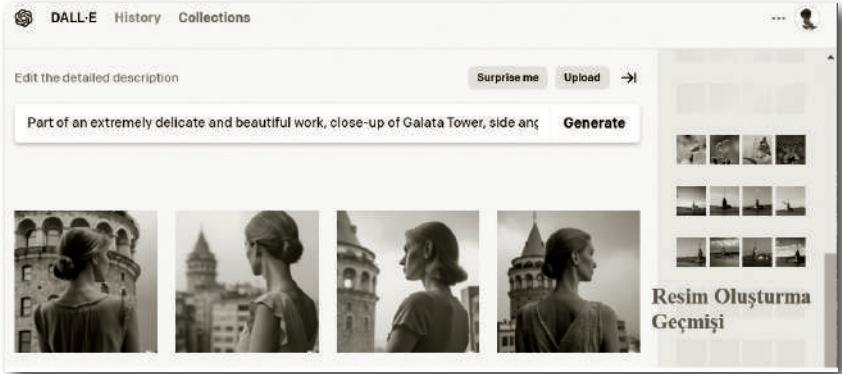 DALL·E History Collections
Edit the detailed description Surprise me Upload
Part of an extremely delicate and beautiful work, close-up of Galata Tower, side ang Generate
Resim Oluşturma
Geçmişi